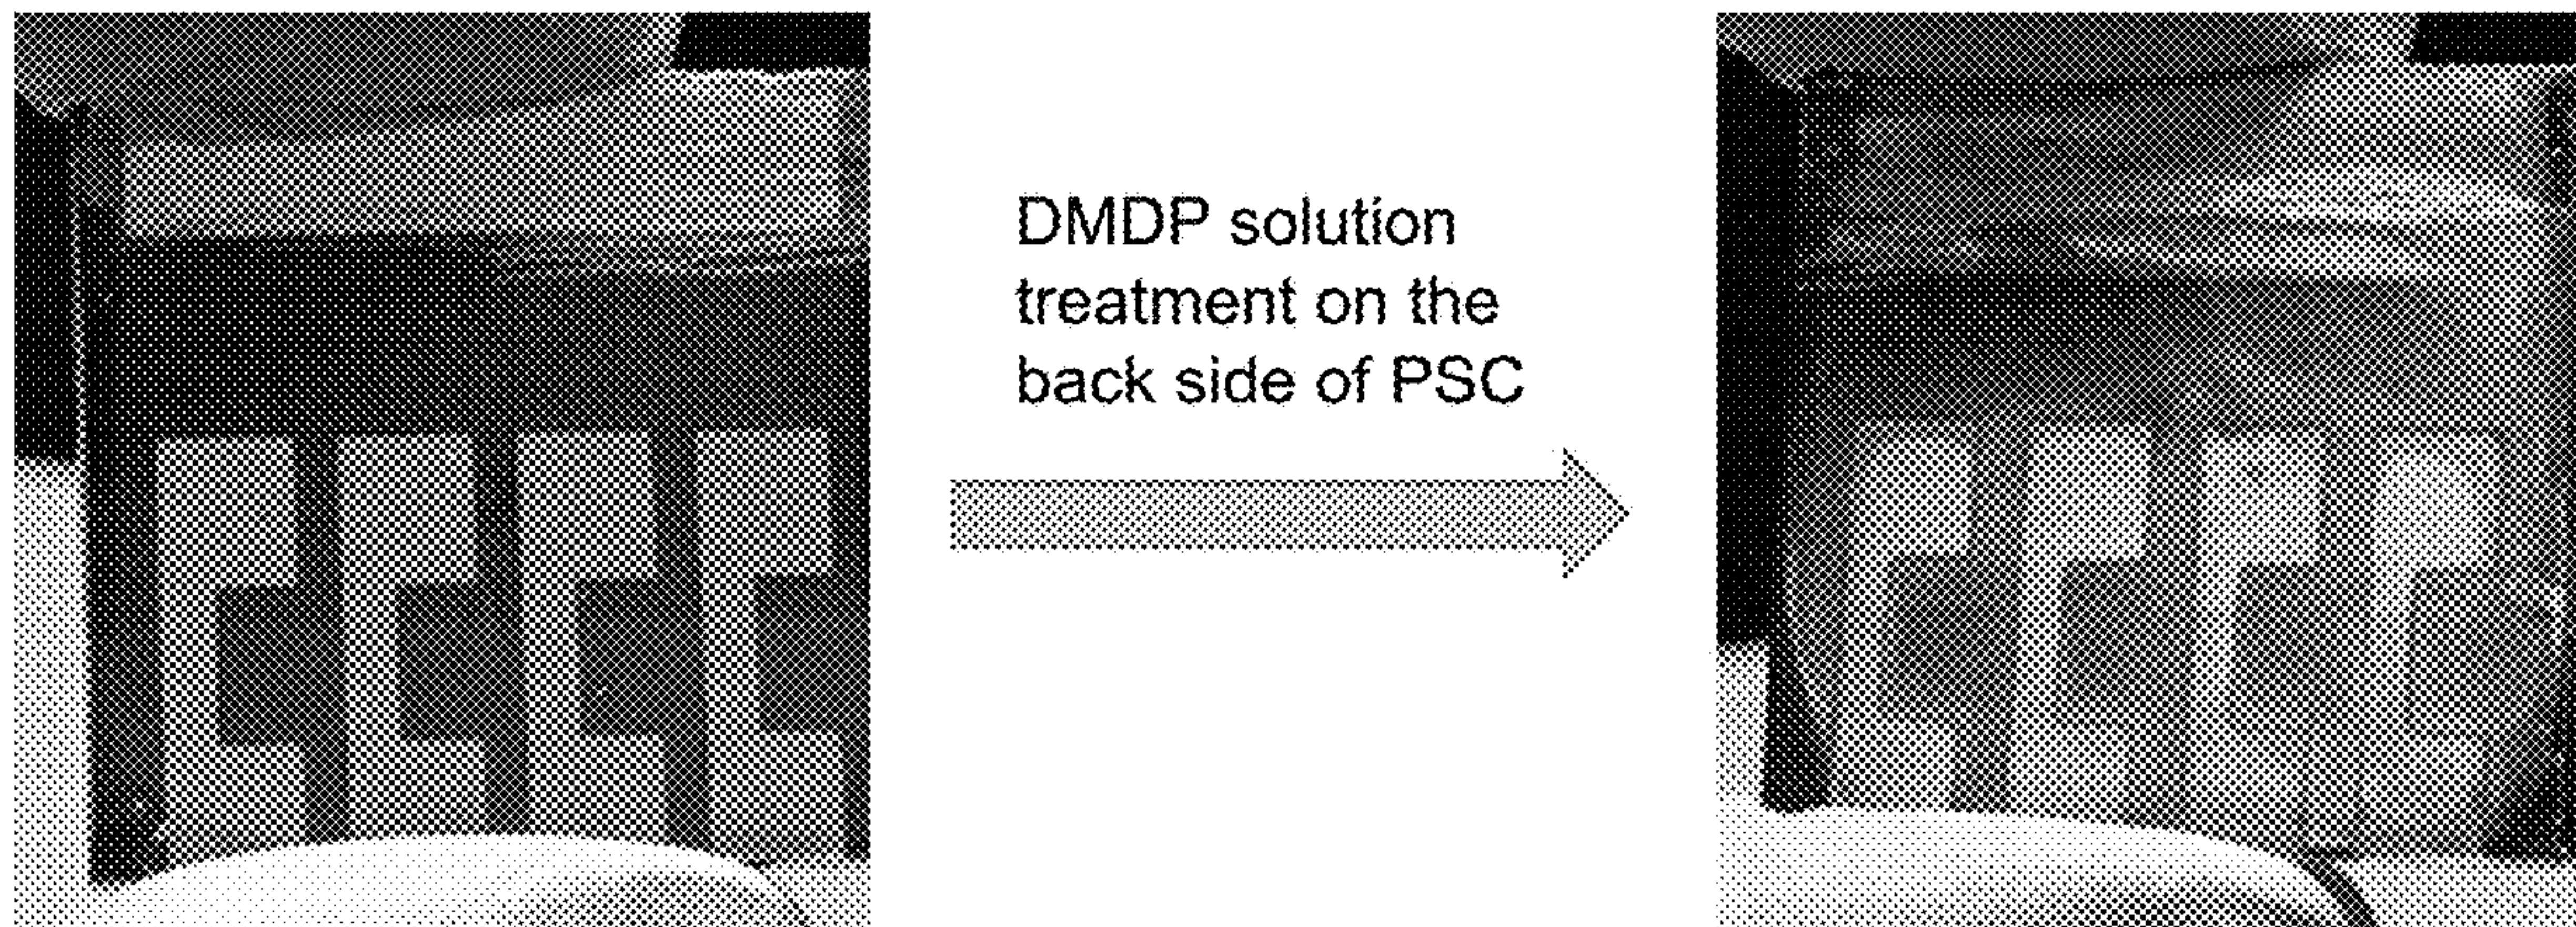 DMDP solution
treatment on the
back side of PSC